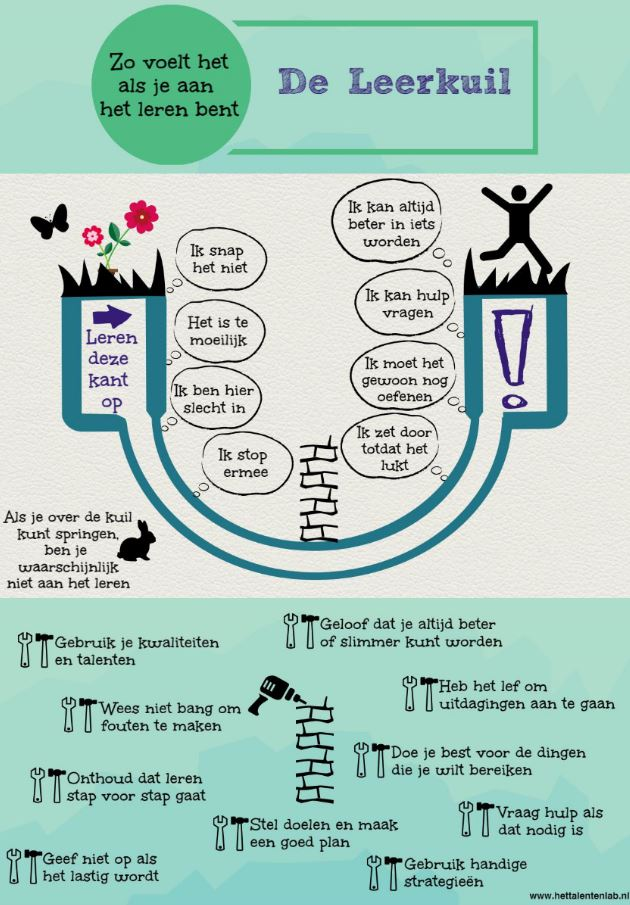 Zo voelt het
als je aan
het leren bent
De Leerkuil
Ik snap
het niet
Het is te
moeilijk
Ik ben hier
slecht in
Ik stop
ermee
Leren
deze
kant
op
Ik kan altijd
beter in iets
worden
Ik kan hulp
vragen
Ik moet het
gewoon nog
oefenen
Ik zet door
totdat het
lukt
!
Als je over de kuil
kunt springen,
ben je
waarschijnlijk
niet aan het leren
Gebruik je kwaliteiten
en talenten
Geloof dat je altijd beter
of slimmer kunt worden
Wees niet bang om
fouten te maken
Heb het lef om
uitdagingen aan te gaan
Doe je best voor de dingen
die je wilt bereiken
Onthoud dat leren
stap voor stap gaat
Stel doelen en maak
een goed plan
Vraag hulp als
dat nodig is
Geef niet op als
het lastig wordt
Gebruik handige
strategieën
www.hettalentenlab.nl